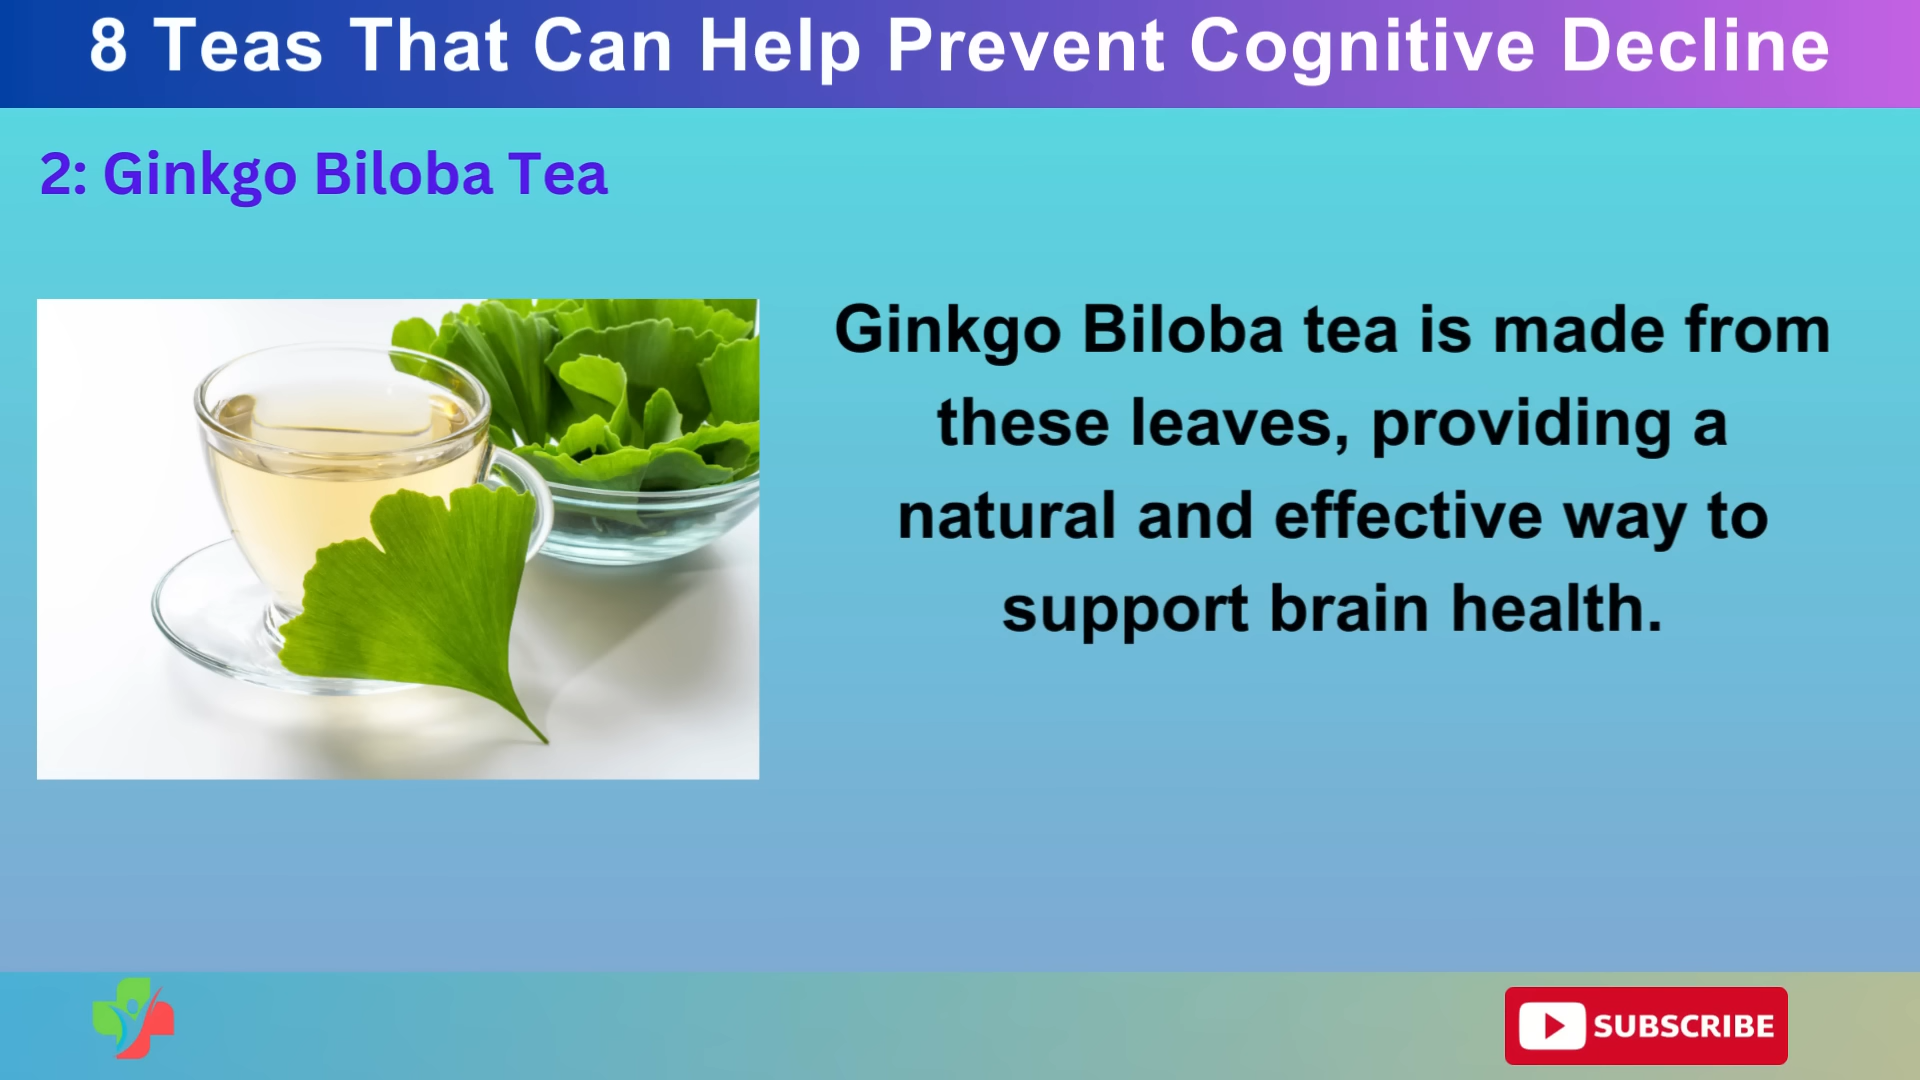 8 Teas That Can Help Prevent Cognitive Decline
2: Ginkgo Biloba Tea
Ginkgo Biloba tea is made from
these leaves, providing a
natural and effective way to
support brain health.
SUBSCRIBE